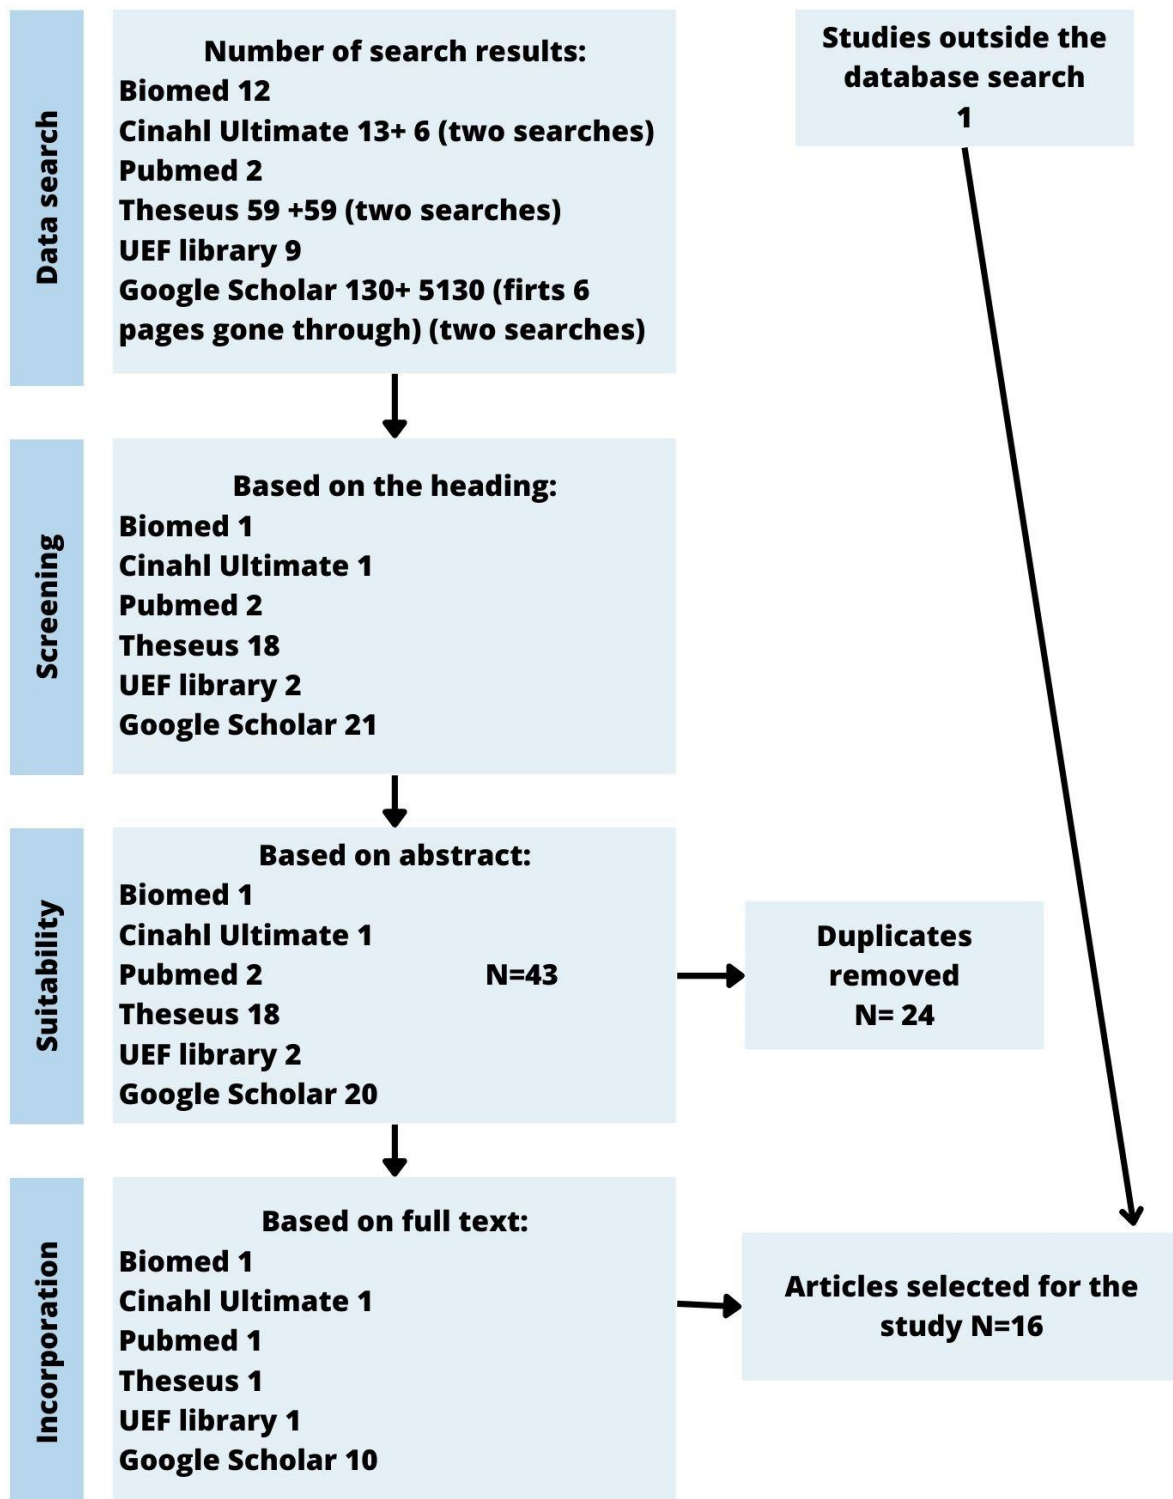 Data search
Number of search results:
Biomed 12
Cinahl Ultimate 13+ 6 (two searches)
Pubmed 2
Theseus 59 +59 (two searches)
UEF library 9
Google Scholar 130+ 5130 (firts 6
pages gone through) (two searches)
Studies outside the
database search
1
Screening
Based on the heading:
Biomed 1
Cinahl Ultimate 1
Pubmed 2
Theseus 18
UEF library 2
Google Scholar 21
Suitability
Based on abstract:
Biomed 1
Cinahl Ultimate 1
Pubmed 2
Theseus 18
UEF library 2
Google Scholar 20
N=43
Duplicates
removed
N= 24
Incorporation
Based on full text:
Biomed 1
Cinahl Ultimate 1
Pubmed 1
Theseus 1
UEF library 1
Google Scholar 10
Articles selected for the
study N=16